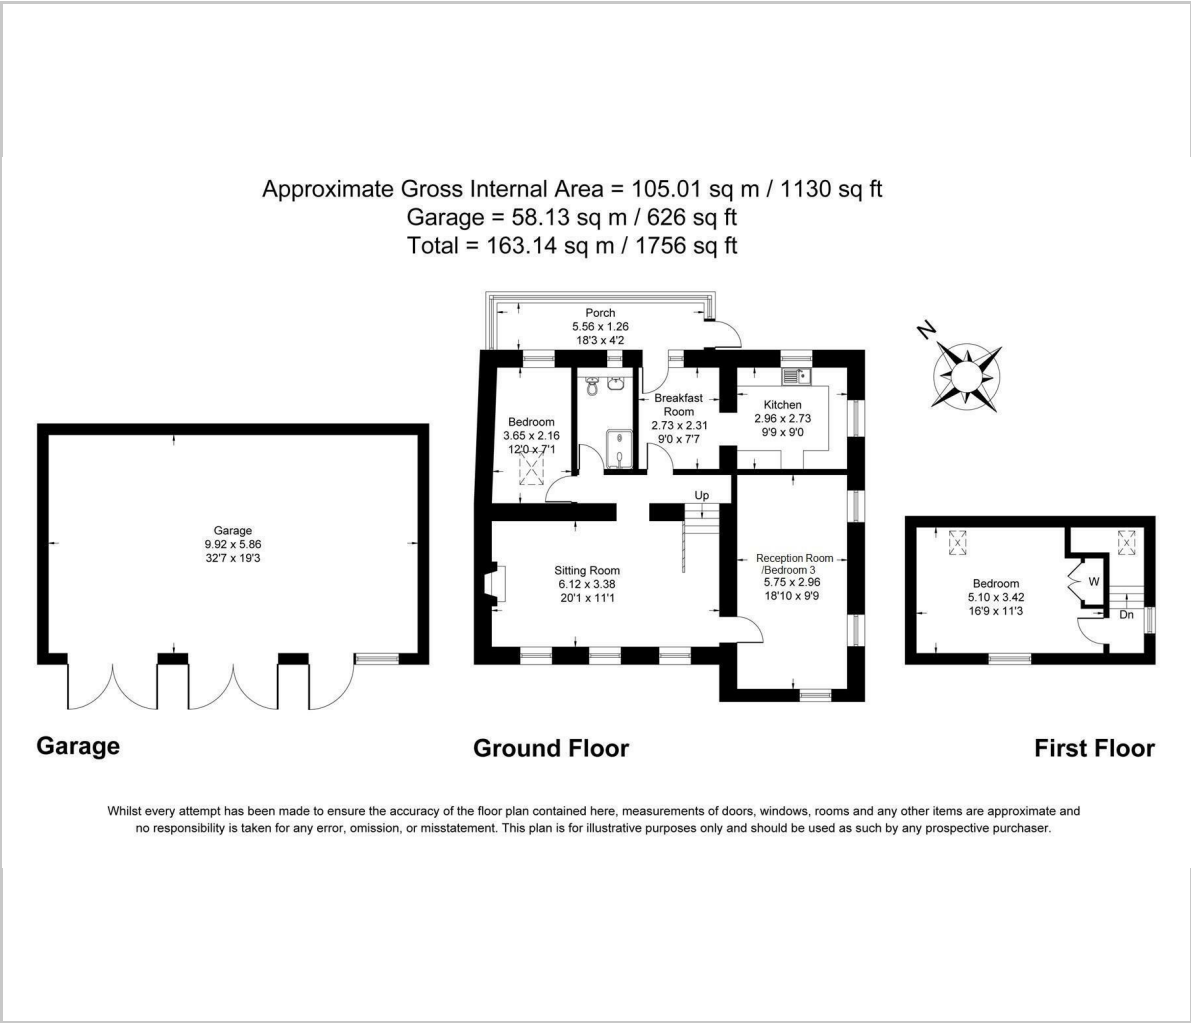 Approximate Gross Internal Area = 105.01 sq m / 1130 sq ft
Garage = 58.13 sq m / 626 sq ft
Total = 163.14 sq m / 1756 sq ft
Porch
5.56 x 1.26
18'3 x 4'2
N
Bedroom
3.65 x 2.16
12'0 x 7'1
Breakfast
Room
2.73 x 2.31
9'0 x 7'7
Kitchen
2.96 x 2.73
9'9 x 9'0
Up
Garage
9.92 x 5.86
32'7 x 19'3
Sitting Room
6.12 x 3.38
20'1 x 11'1
Reception Room
/Bedroom 3
5.75 x 2.96
18'10 x 9'9
Bedroom
5.10 x 3.42
16'9 x 11'3
W
Dn
Garage
Ground Floor
First Floor
Whilst every attempt has been made to ensure the accuracy of the floor plan contained here, measurements of doors, windows, rooms and any other items are approximate and
no responsibility is taken for any error, omission, or misstatement. This plan is for illustrative purposes only and should be used as such by any prospective purchaser.